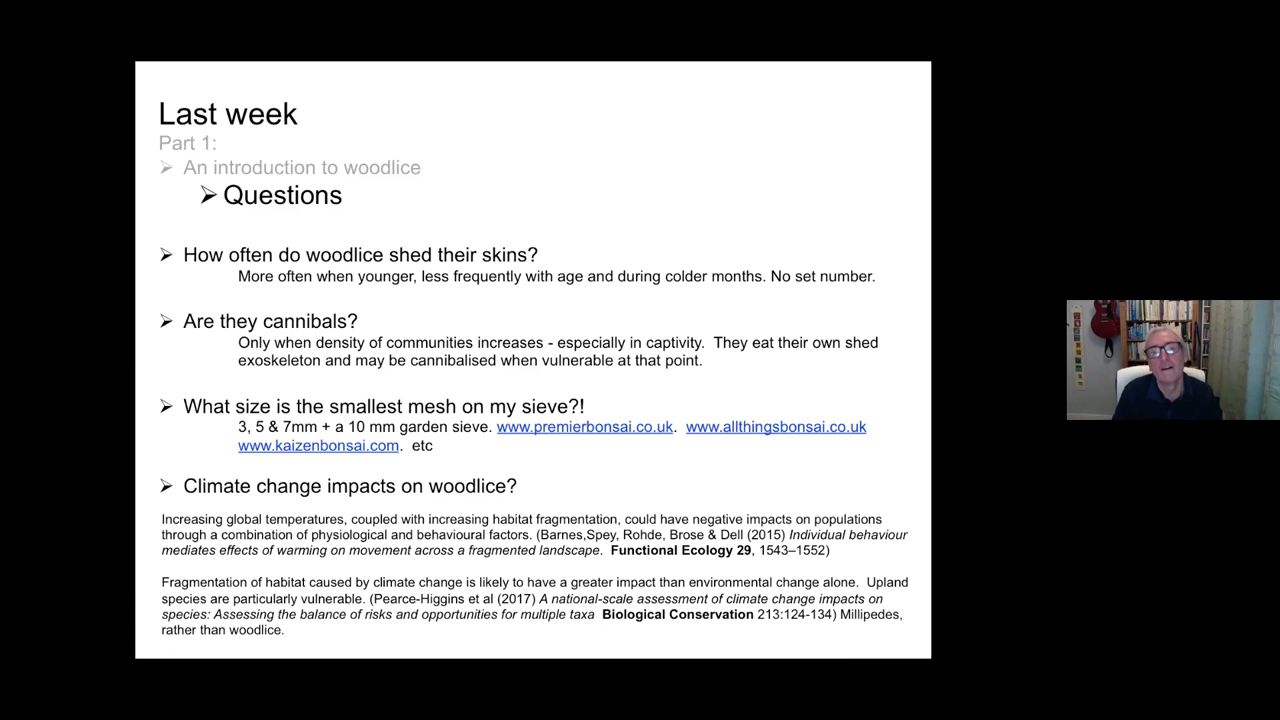 Last week
Part 1:
➢ An introduction to woodlice
➢ Questions
➢ How often do woodlice shed their skins?
More often when younger, less frequently with age and during colder months. No set number.
➢ Are they cannibals?
Only when density of communities increases - especially in captivity.  They eat their own shed
exoskeleton and may be cannibalised when vulnerable at that point.
➢ What size is the smallest mesh on my sieve?!
3, 5 & 7mm + a 10 mm garden sieve. www.premierbonsai.co.uk.  www.allthingsbonsai.co.uk
www.kaizenbonsai.com.  etc
➢ Climate change impacts on woodlice?
Increasing global temperatures, coupled with increasing habitat fragmentation, could have negative impacts on populations
through a combination of physiological and behavioural factors. (Barnes,Spey, Rohde, Brose & Dell (2015) Individual behaviour
mediates effects of warming on movement across a fragmented landscape.  Functional Ecology 29, 1543–1552)
Fragmentation of habitat caused by climate change is likely to have a greater impact than environmental change alone.  Upland
species are particularly vulnerable. (Pearce-Higgins et al (2017) A national-scale assessment of climate change impacts on
species: Assessing the balance of risks and opportunities for multiple taxa  Biological Conservation 213:124-134) Millipedes,
rather than woodlice.